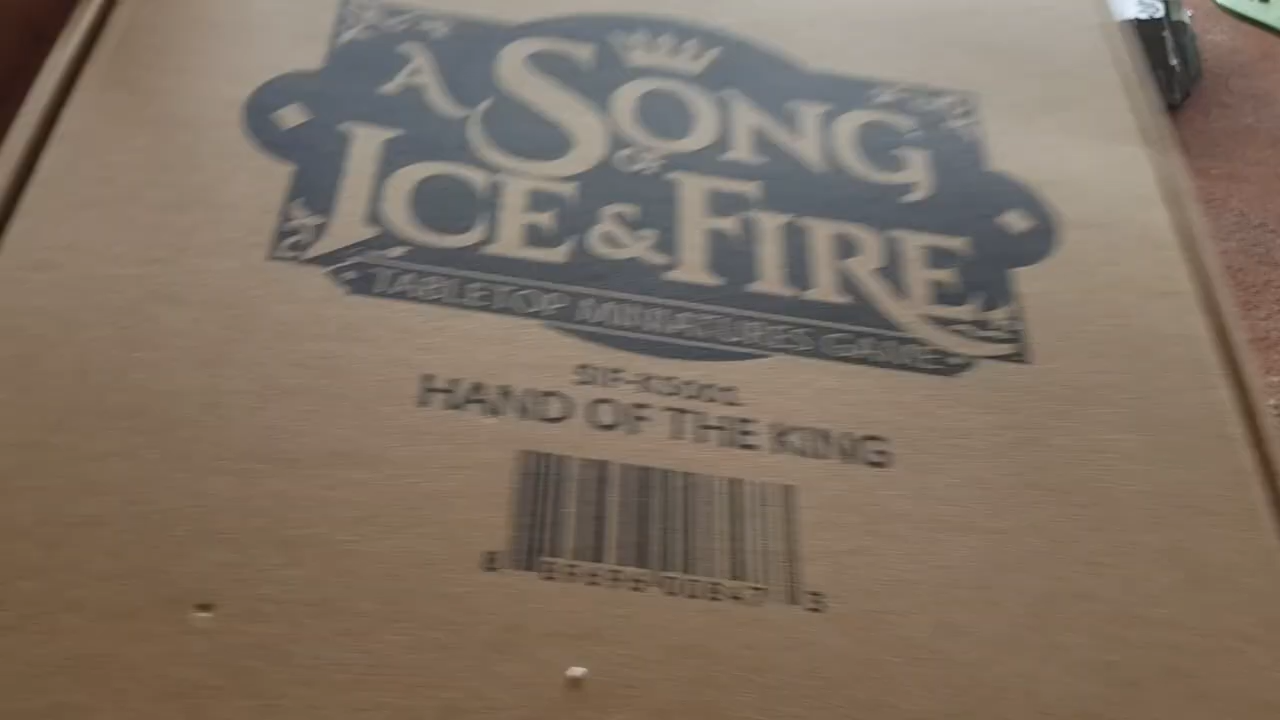 A SONG
OF
ICE & FIRE
TABLETOP MINIATURES GAME
HAND OF THE KING